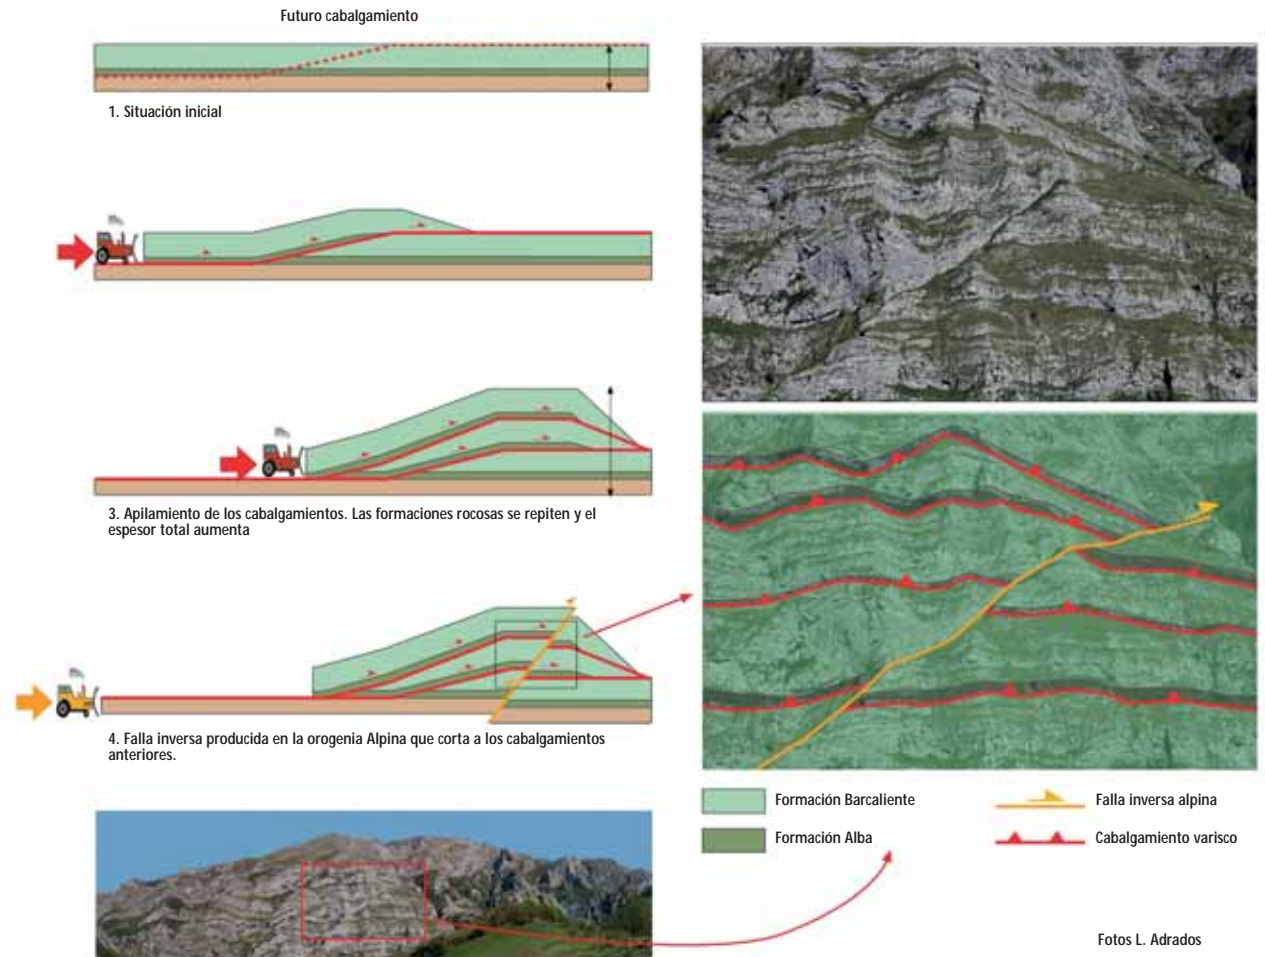 Futuro cabalgamiento
1. Situación inicial
3. Apilamiento de los cabalgamientos. Las formaciones rocosas se repiten y el
espesor total aumenta
4. Falla inversa producida en la orogenia Alpina que corta a los cabalgamientos
anteriores.
Formación Barcaliente
Formación Alba
Falla inversa alpina
Cabalgamiento varisco
Fotos L. Adrados